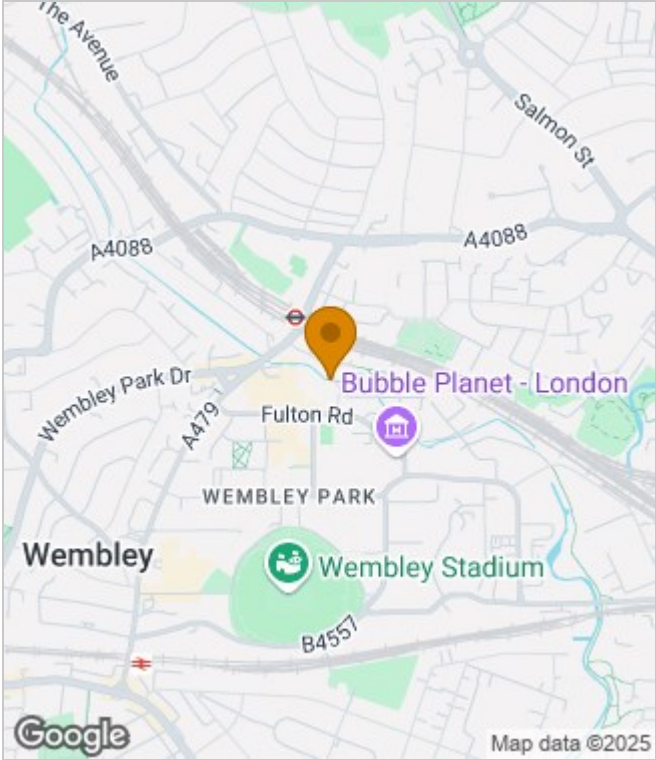 The Avenue
Salmon St
A4088
A4088
Wembley Park Dr
Bubble Planet - London
A479
Fulton Rd
WEMBLEY PARK
Wembley
Wembley Stadium
B4557
Google
Map data ©2025